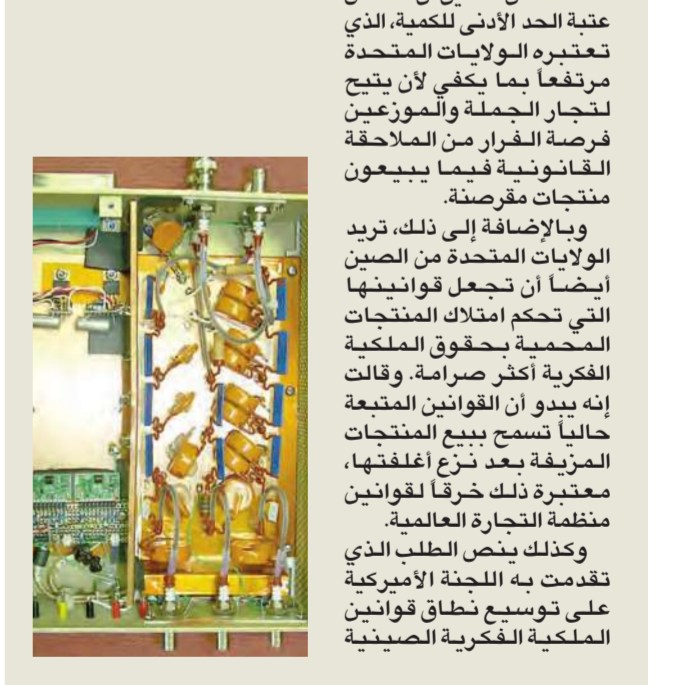 عتبة الحد الأدنى للكمية، الذي
تعتبره الولايات المتحدة
مرتفعاً بما يكفي لأن يتيح
لتجار الجملة والموزعين
فرصة الفرار من الملاحقة
القانونية فيما يبيعون
منتجات مقرصنة.
وبالإضافة إلى ذلك، تريد
الولايات المتحدة من الصين
أيضاً أن تجعل قوانينها
التي تحكم امتلاك المنتجات
المحمية بحقوق الملكية
الفكرية أكثر صرامة. وقالت
إنه يبدو أن القوانين المتبعة
حالياً تسمح ببيع المنتجات
المزيفة بعد نزع أغلفتها،
معتبرة ذلك خرقاً لقوانين
منظمة التجارة العالمية.
وكذلك ينص الطلب الذي
تقدمت به اللجنة الأميركية
على توسيع نطاق قوانين
الملكية الفكرية الصينية